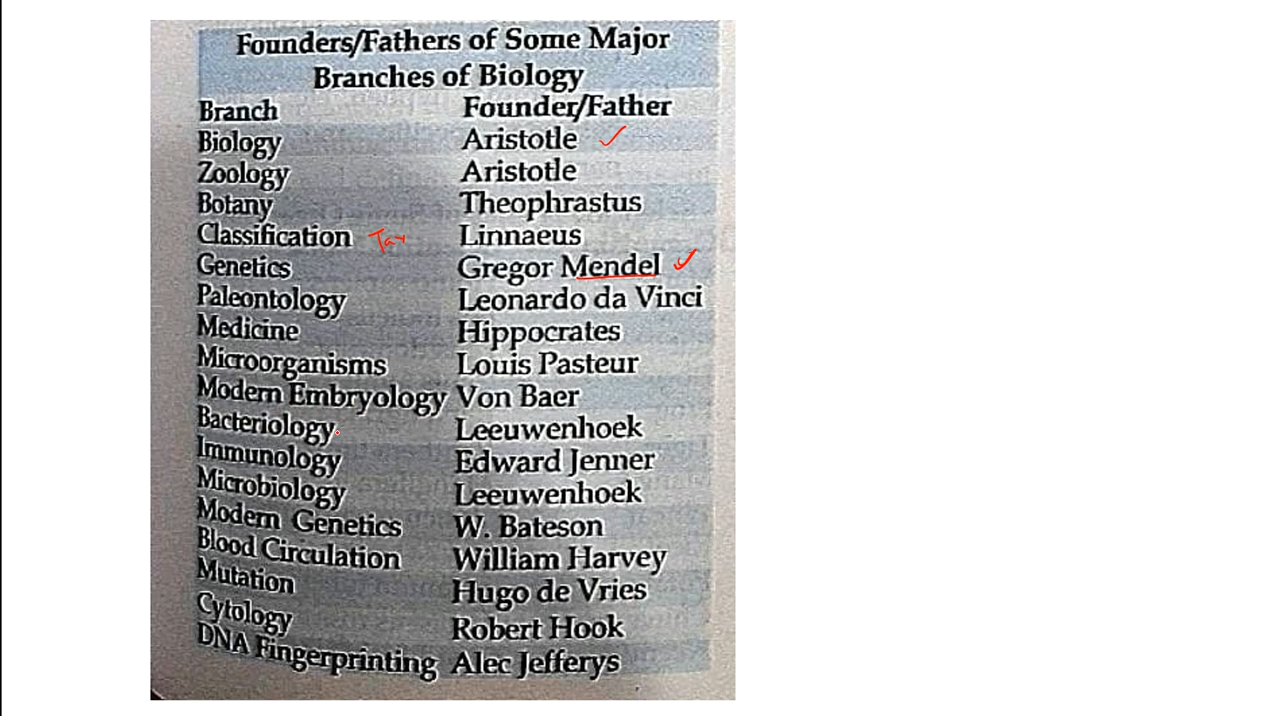 Founders/Fathers of Some Major
Branches of Biology
Branch Founder/Father
Biology Aristotle
Zoology Aristotle
Botany Theophrastus
Classification Tax Linnaeus
Genetics Gregor Mendel
Paleontology Leonardo da Vinci
Medicine Hippocrates
Microorganisms Louis Pasteur
Modern Embryology Von Baer
Bacteriology Leeuwenhoek
Immunology Edward Jenner
Microbiology Leeuwenhoek
Modern Genetics W. Bateson
Blood Circulation William Harvey
Mutation Hugo de Vries
Cytology Robert Hook
DNA Fingerprinting Alec Jefferys